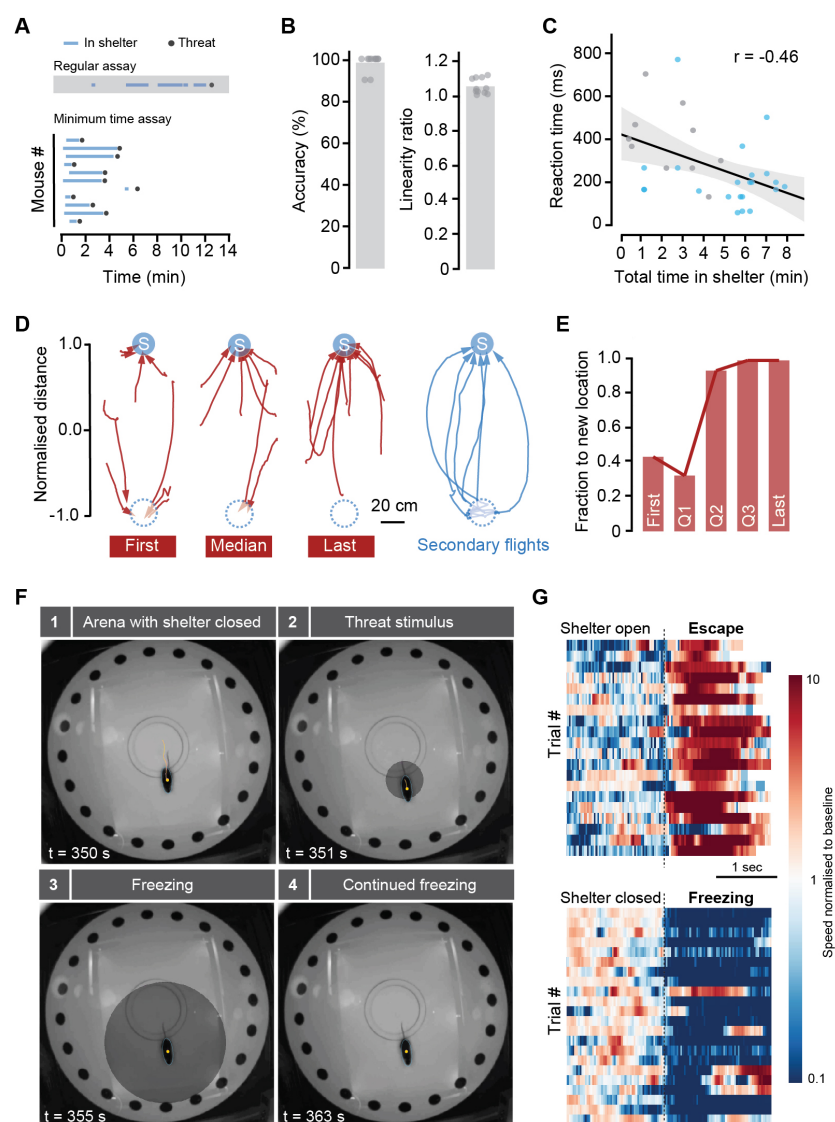 A
In shelter
Threat
Regular assay
Minimum time assay
Mouse #
0 2 4 6 8 10 12 14
Time (min)
B
100
80
60
40
20
0
Accuracy (%)
1.2
1.0
0.8
0.6
0.4
0.2
0
Linearity ratio
C
r = -0.46
800
600
400
200
0
Reaction time (ms)
0 1 2 3 4 5 6 7 8
Total time in shelter (min)
D
1.0
0.0
-1.0
Normalised distance
S
S
S
S
20 cm
First
Median
Last
Secondary flights
E
1.0
0.8
0.6
0.4
0.2
0
Fraction to new location
First
Q1
Q2
Q3
Last
F
1 Arena with shelter closed
t = 350 s
2 Threat stimulus
t = 351 s
3 Freezing
t = 355 s
4 Continued freezing
t = 363 s
G
Shelter open Escape
Trial #
1 sec
Shelter closed Freezing
Trial #
10
1
0.1
Speed normalised to baseline